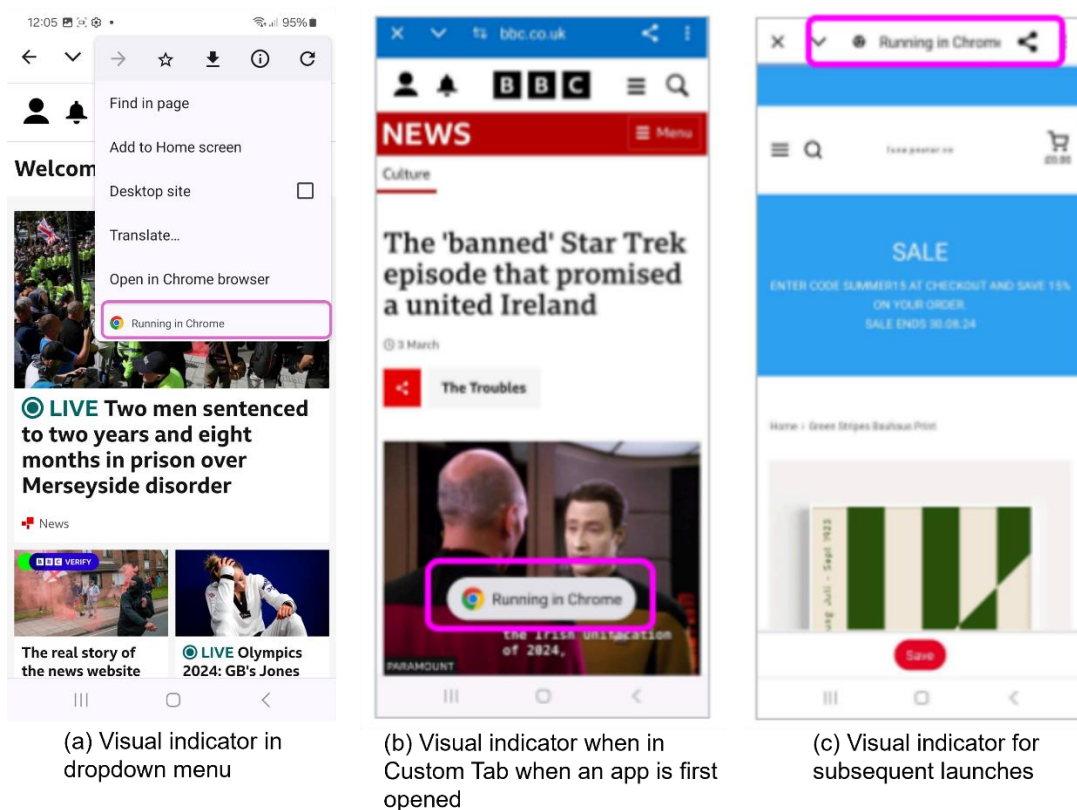 12:05
95%
Find in page
Add to Home screen
Desktop site
Translate...
Open in Chrome browser
Running in Chrome
Welcom
LIVE Two men sentenced
to two years and eight
months in prison over
Merseyside disorder
News
BBC VERIFY
The real story of
the news website
LIVE Olympics
2024: GB's Jones
(a) Visual indicator in
dropdown menu
bbc.co.uk
BBC
NEWS
Menu
Culture
The 'banned' Star Trek
episode that promised
a united Ireland
3 March
The Troubles
Running in Chrome
the Irish Unification
of 2024,
PARAMOUNT
(b) Visual indicator when in
Custom Tab when an app is first
opened
Running in Chrome
SALE
ENTER CODE SUMMER15 AT CHECKOUT AND SAVE 15%
ON YOUR ORDER.
SALE ENDS 30.08.24
Home › Green Stripes Bauhaus Print
Juli - Sept 1923
Save
(c) Visual indicator for
subsequent launches